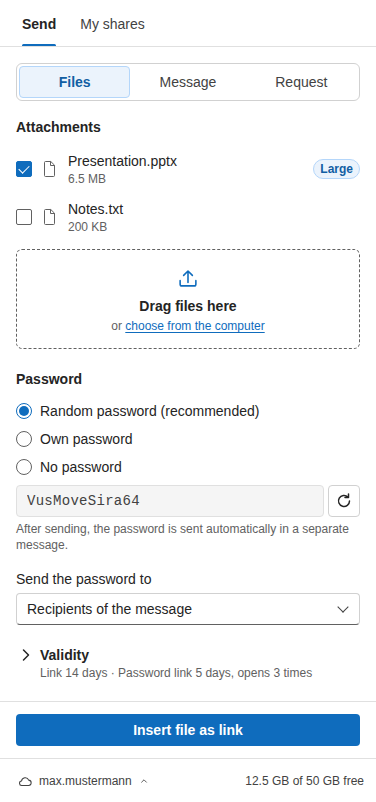 Send My shares
Files Message Request
Attachments
Presentation.pptx
6.5 MB
Large
Notes.txt
200 KB
Drag files here
or choose from the computer
Password
Random password (recommended)
Own password
No password
VusMoveSira64
After sending, the password is sent automatically in a separate
message.
Send the password to
Recipients of the message
Validity
Link 14 days · Password link 5 days, opens 3 times
Insert file as link
max.mustermann 12.5 GB of 50 GB free